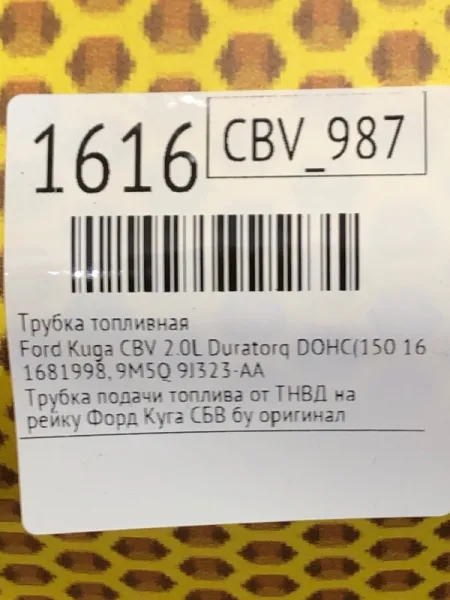 1616
CBV_987
Трубка топливная
Ford Kuga CBV 2.0L Duratorq DOHC(150 16
1681998, 9M5Q 9J323-AA
Трубка подачи топлива от ТНВД на
рейку Форд Куга СБВ бу оригинал